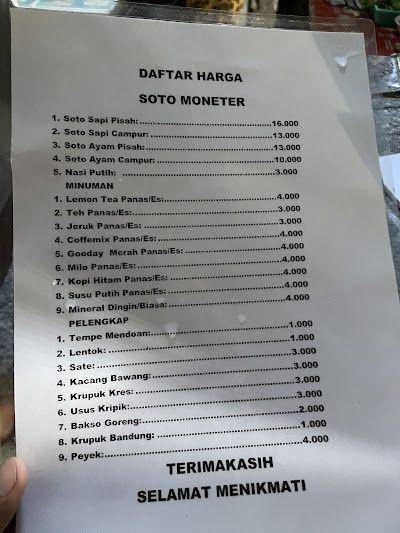 DAFTAR HARGA
SOTO MONETER
1. Soto Sapi Pisah:...............................................16.000
2. Soto Sapi Campur:...........................................13.000
3. Soto Ayam Pisah:.............................................13.000
4. Soto Ayam Campur:.........................................10.000
5. Nasi Putih: .....................................................3.000
MINUMAN
1. Lemon Tea Panas/Es:.......................................4.000
2. Teh Panas/Es:..................................................3.000
3. Jeruk Panas/Es: ...............................................3.000
4. Coffemix Panas/Es:..........................................4.000
5. Gooday Merah Panas/Es:.................................4.000
6. Milo Panas/Es:..................................................4.000
7. Kopi Hitam Panas/Es:.......................................4.000
8. Susu Putih Panas/Es:........................................4.000
9. Mineral Dingin/Biasa:........................................4.000
PELENGKAP
1. Tempe Mendoan:..............................................1.000
2. Lentok: .............................................................1.000
3. Sate:..................................................................3.000
4. Kacang Bawang:...............................................3.000
5. Krupuk Kres:.....................................................3.000
6. Usus Kripik:......................................................3.000
7. Bakso Goreng:..................................................2.000
8. Krupuk Bandung: .............................................1.000
9. Peyek:...............................................................4.000
TERIMAKASIH
SELAMAT MENIKMATI